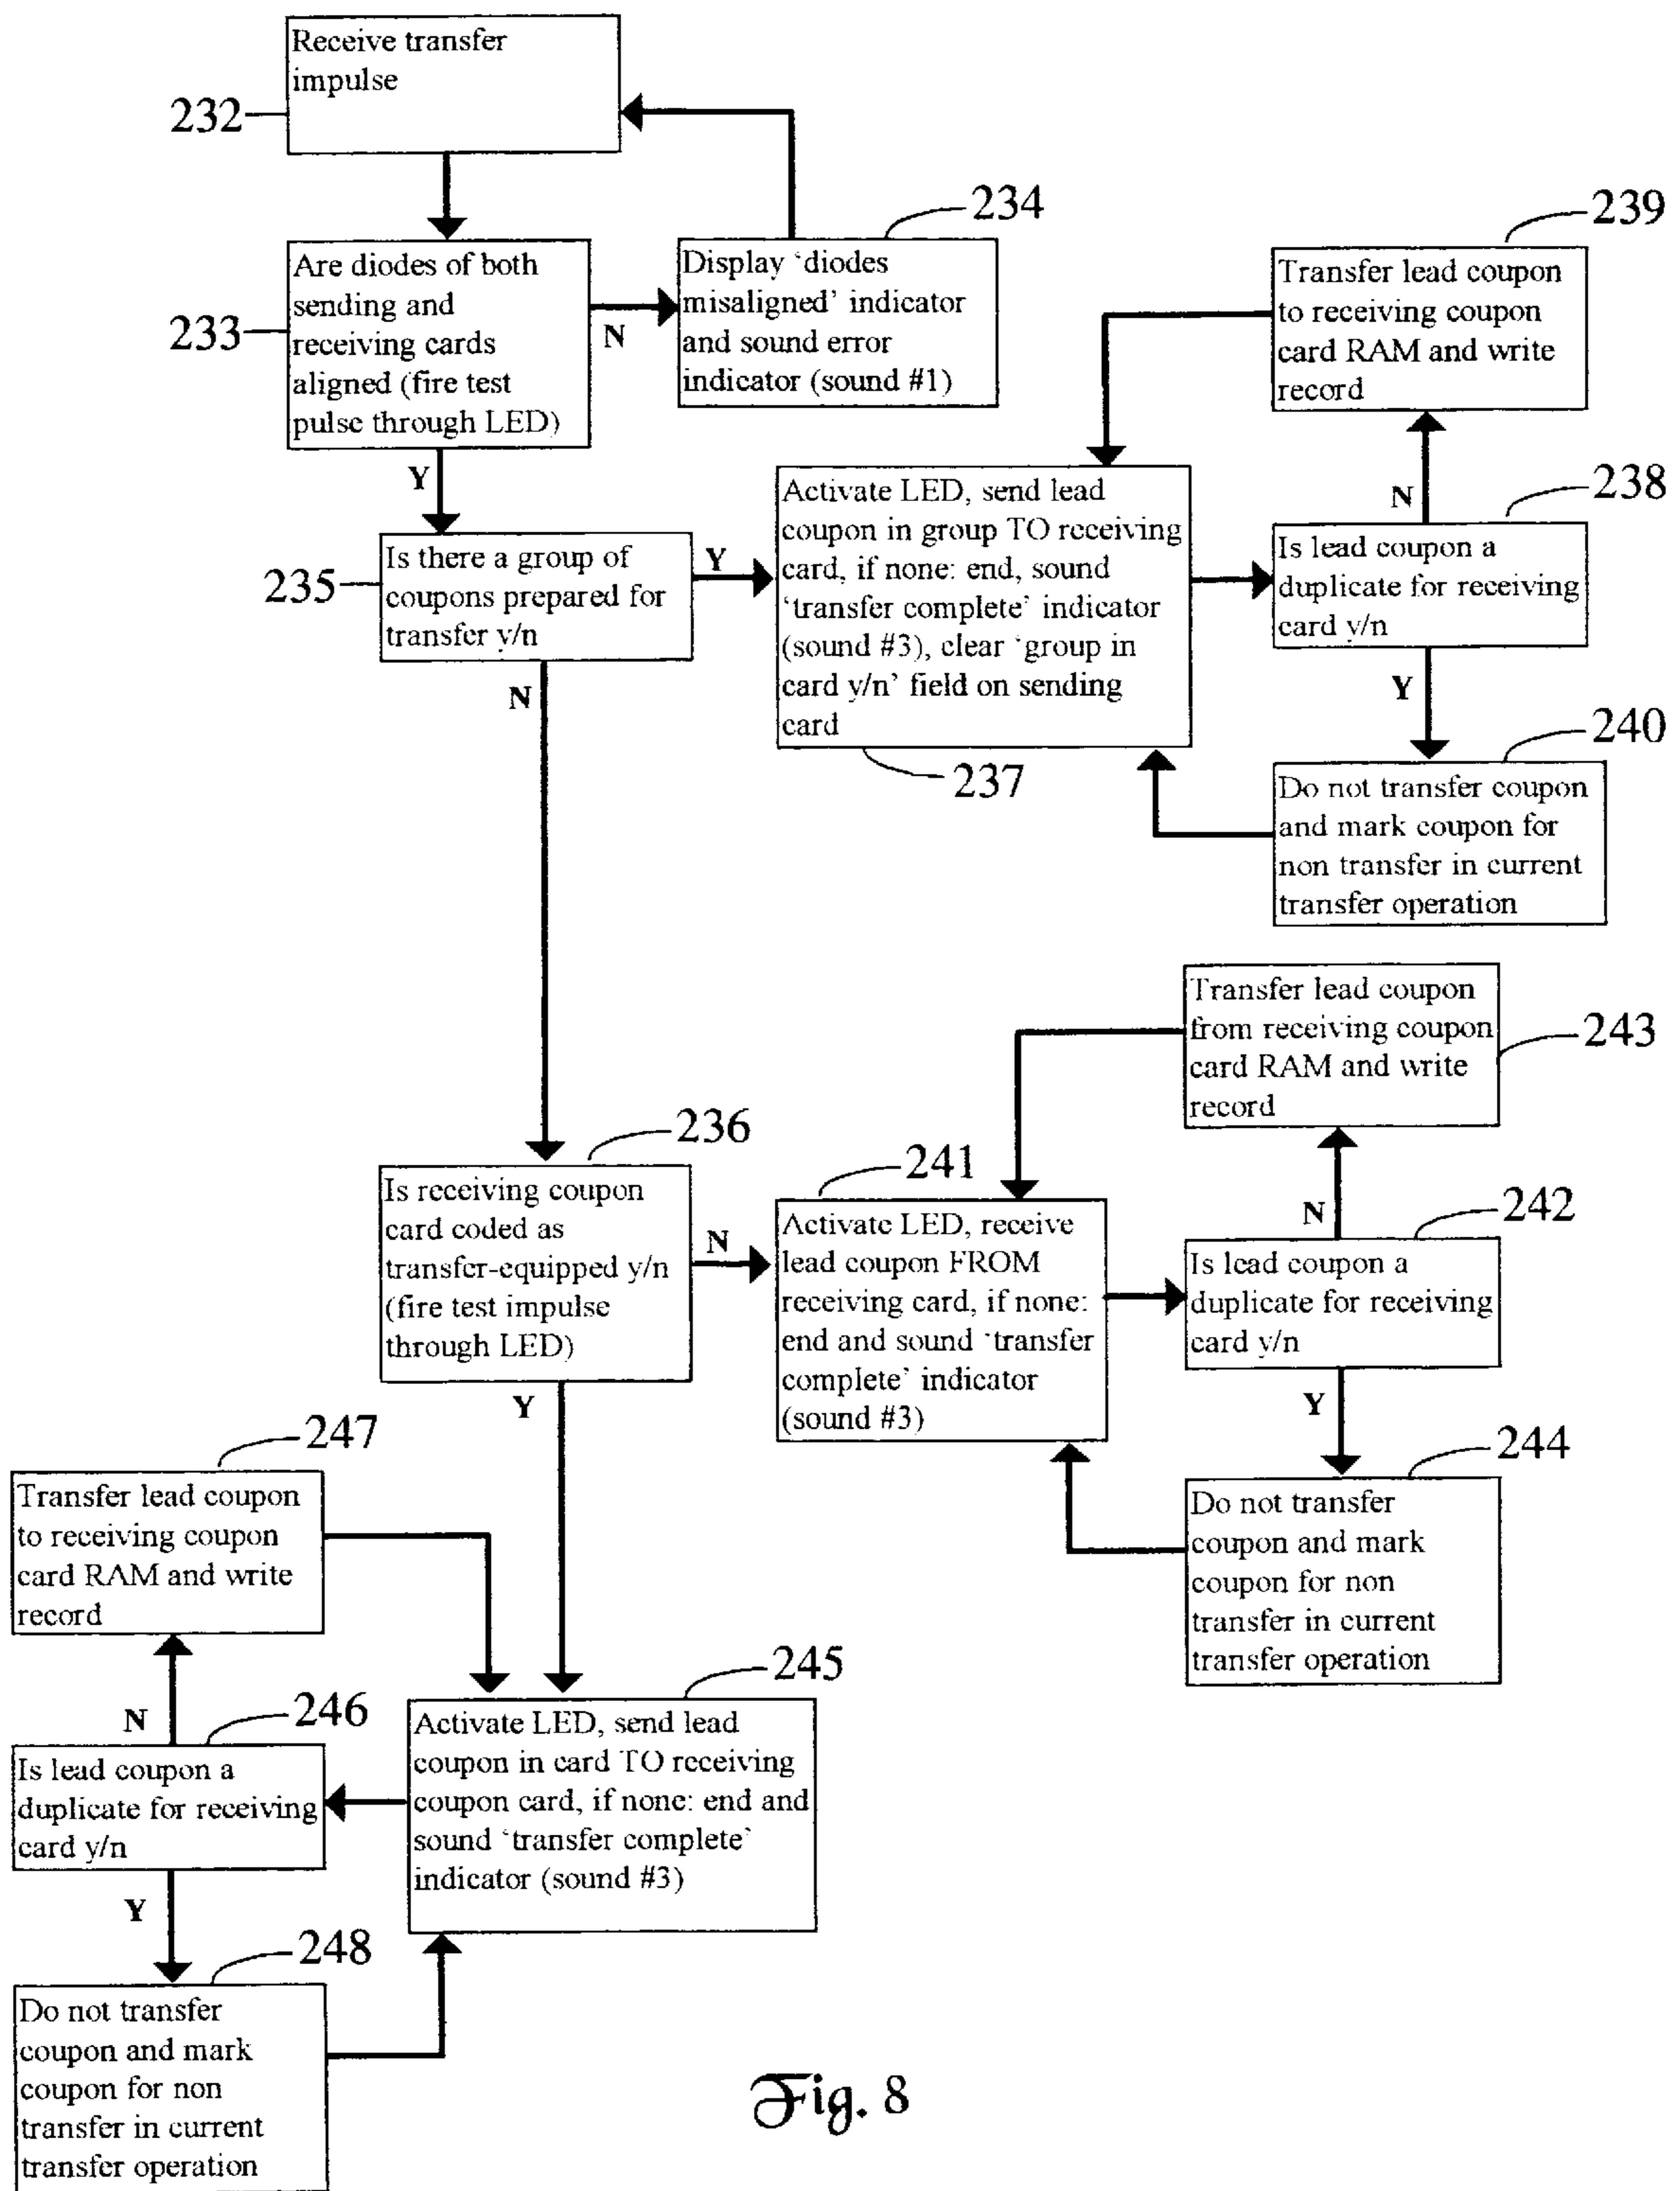 Receive transfer
impulse
232
234
239
Are diodes of both
sending and
receiving cards
aligned (fire test
pulse through LED)
233
N
Display ‘diodes
misaligned’ indicator
and sound error
indicator (sound #1)
Transfer lead coupon
to receiving coupon
card RAM and write
record
Y
N
238
Activate LED, send lead
coupon in group TO receiving
card, if none: end, sound
‘transfer complete’ indicator
(sound #3), clear ‘group in
card y/n’ field on sending
card
237
Is there a group of
coupons prepared for
transfer y/n
235
Y
Is lead coupon a
duplicate for receiving
card y/n
N
Y
240
Do not transfer coupon
and mark coupon for
non transfer in current
transfer operation
Transfer lead coupon
from receiving coupon
card RAM and write
record
243
236
241
242
Is receiving coupon
card coded as
transfer-equipped y/n
(fire test impulse
through LED)
N
Activate LED, receive
lead coupon FROM
receiving card, if none:
end and sound ‘transfer
complete’ indicator
(sound #3)
N
Is lead coupon a
duplicate for receiving
card y/n
Y
Y
244
Do not transfer
coupon and mark
coupon for non
transfer in current
transfer operation
247
Transfer lead coupon
to receiving coupon
card RAM and write
record
245
N
246
Activate LED, send lead
coupon in card TO receiving
coupon card, if none: end and
sound ‘transfer complete’
indicator (sound #3)
Is lead coupon a
duplicate for receiving
card y/n
Y
248
Do not transfer
coupon and mark
coupon for non
transfer in current
transfer operation
Fig. 8